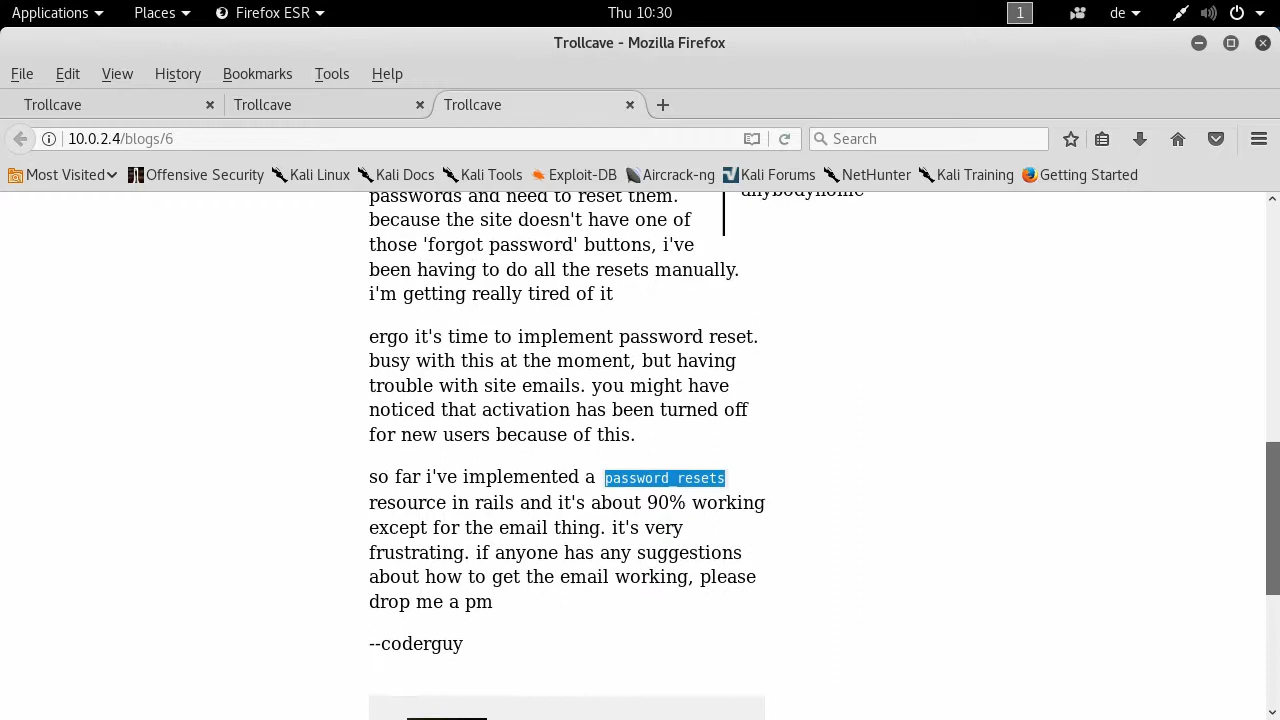 Applications Places Firefox ESR Thu 10:30 1 de
Trollcave - Mozilla Firefox
File Edit View History Bookmarks Tools Help
Trollcave Trollcave Trollcave
10.0.2.4/blogs/6 Search
Most Visited Offensive Security Kali Linux Kali Docs Kali Tools Exploit-DB Aircrack-ng Kali Forums NetHunter Kali Training Getting Started
passwords and need to reset them. anybodyhome
because the site doesn't have one of
those 'forgot password' buttons, i've
been having to do all the resets manually.
i'm getting really tired of it
ergo it's time to implement password reset.
busy with this at the moment, but having
trouble with site emails. you might have
noticed that activation has been turned off
for new users because of this.
so far i've implemented a password_resets
resource in rails and it's about 90% working
except for the email thing. it's very
frustrating. if anyone has any suggestions
about how to get the email working, please
drop me a pm
--coderguy